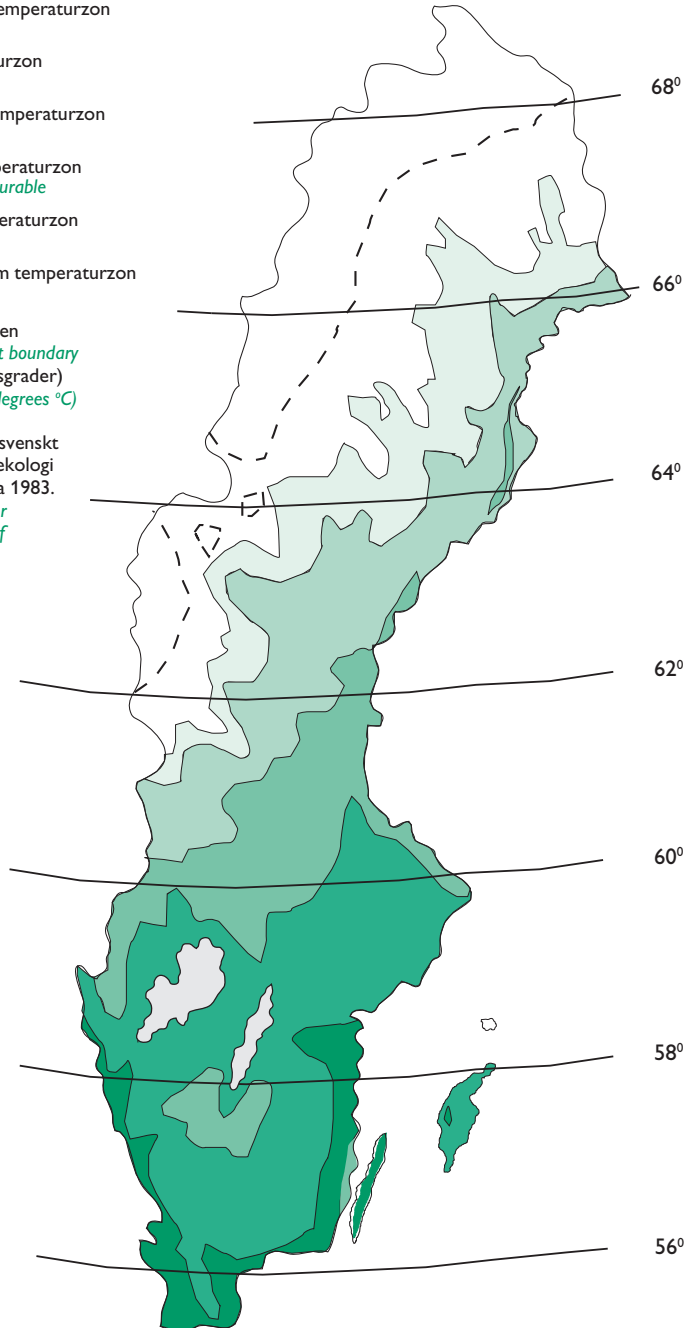 temperaturzon
urzon
mperaturzon
peraturzon
urable
eraturzon
m temperaturzon
en
t boundary
sgrader)
degrees °C)
svenskt
ekologi
a 1983.
r
f
68⁰
66⁰
64⁰
62⁰
60⁰
58⁰
56⁰